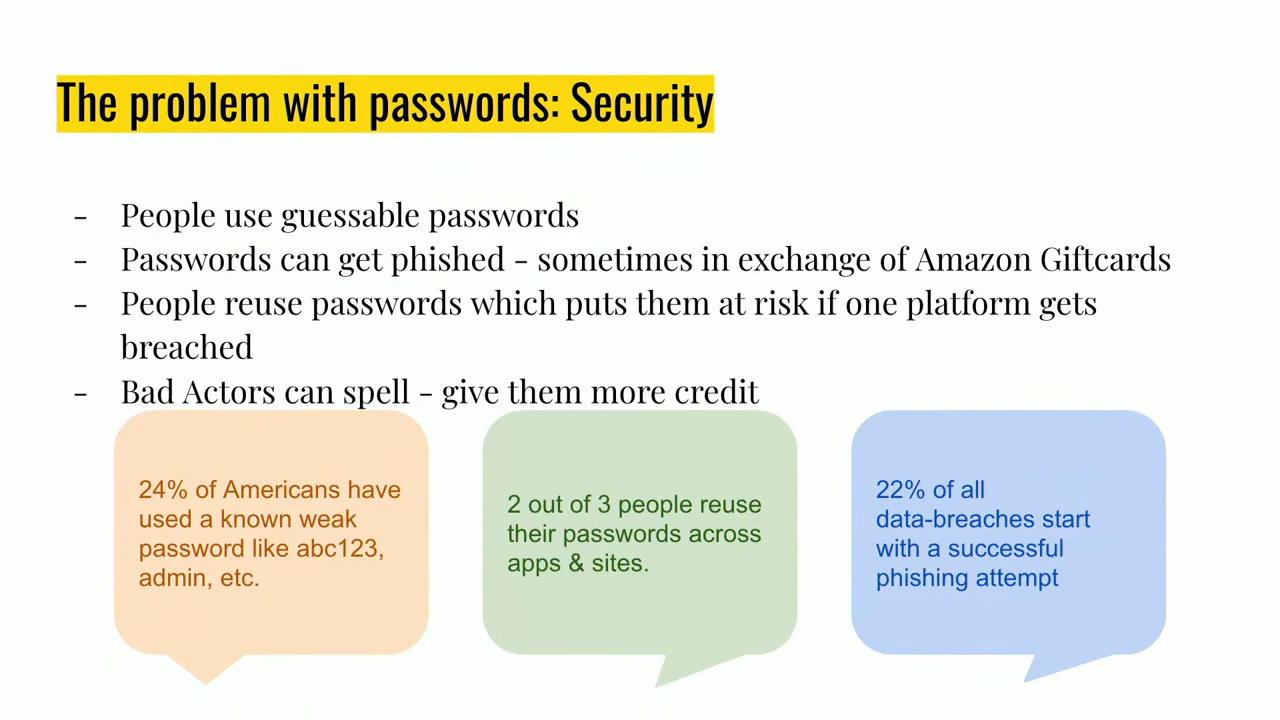 The problem with passwords: Security
- People use guessable passwords
- Passwords can get phished - sometimes in exchange of Amazon Giftcards
- People reuse passwords which puts them at risk if one platform gets
breached
- Bad Actors can spell - give them more credit
24% of Americans have
used a known weak
password like abc123,
admin, etc.
2 out of 3 people reuse
their passwords across
apps & sites.
22% of all
data-breaches start
with a successful
phishing attempt